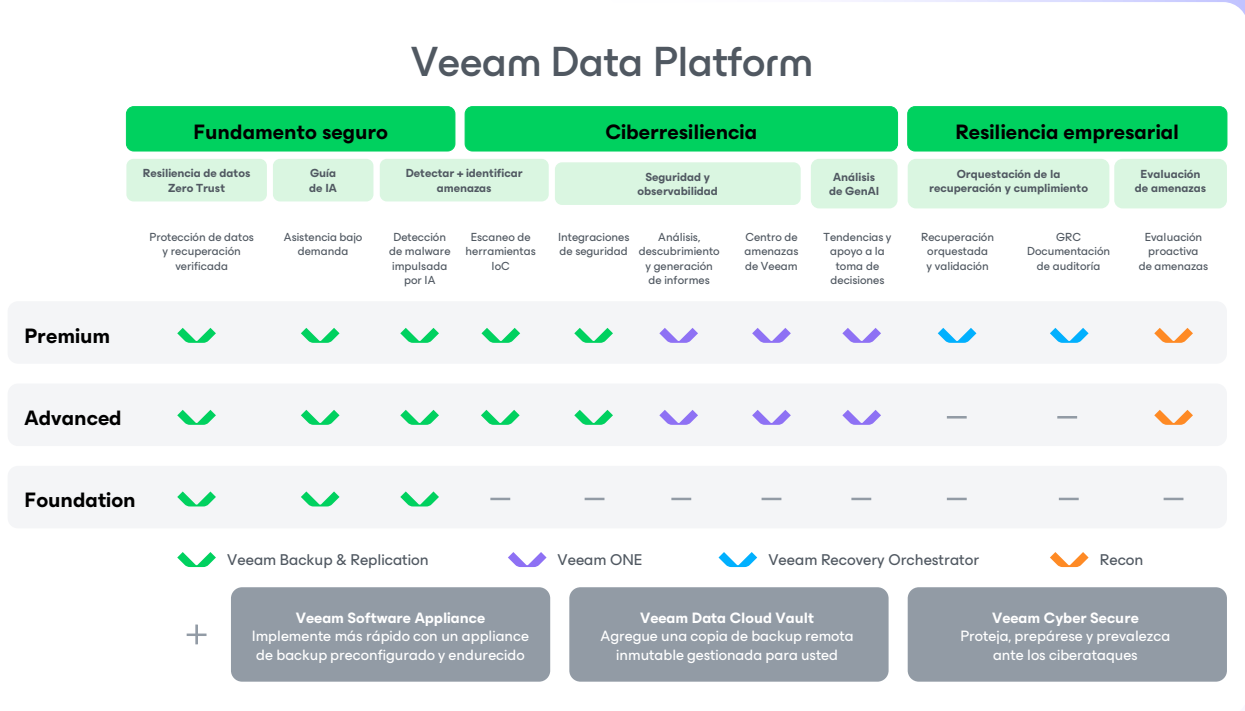 Veeam Data Platform
Fundamento seguro
Ciberresiliencia
Resiliencia empresarial
Resiliencia de datos
Zero Trust
Guía
de IA
Detectar + identificar
amenazas
Seguridad y
observabilidad
Análisis
de GenAI
Orquestación de la
recuperación y cumplimiento
Evaluación
de amenazas
Protección de datos
y recuperación
verificada
Asistencia bajo
demanda
Detección
de malware
impulsada
por IA
Escaneo de
herramientas
IoC
Integraciones
de seguridad
Análisis,
descubrimiento
y generación
de informes
Centro de
amenazas
de Veeam
Tendencias y
apoyo a la
toma de
decisiones
Recuperación
orquestada
y validación
GRC
Documentación
de auditoría
Evaluación
proactiva
de amenazas
Premium
Advanced
— —
Foundation
— — — — — — — —
Veeam Backup & Replication
Veeam ONE
Veeam Recovery Orchestrator
Recon
+
Veeam Software Appliance
Implemente más rápido con un appliance
de backup preconfigurado y endurecido
Veeam Data Cloud Vault
Agregue una copia de backup remota
inmutable gestionada para usted
Veeam Cyber Secure
Proteja, prepárese y prevalezca
ante los ciberataques